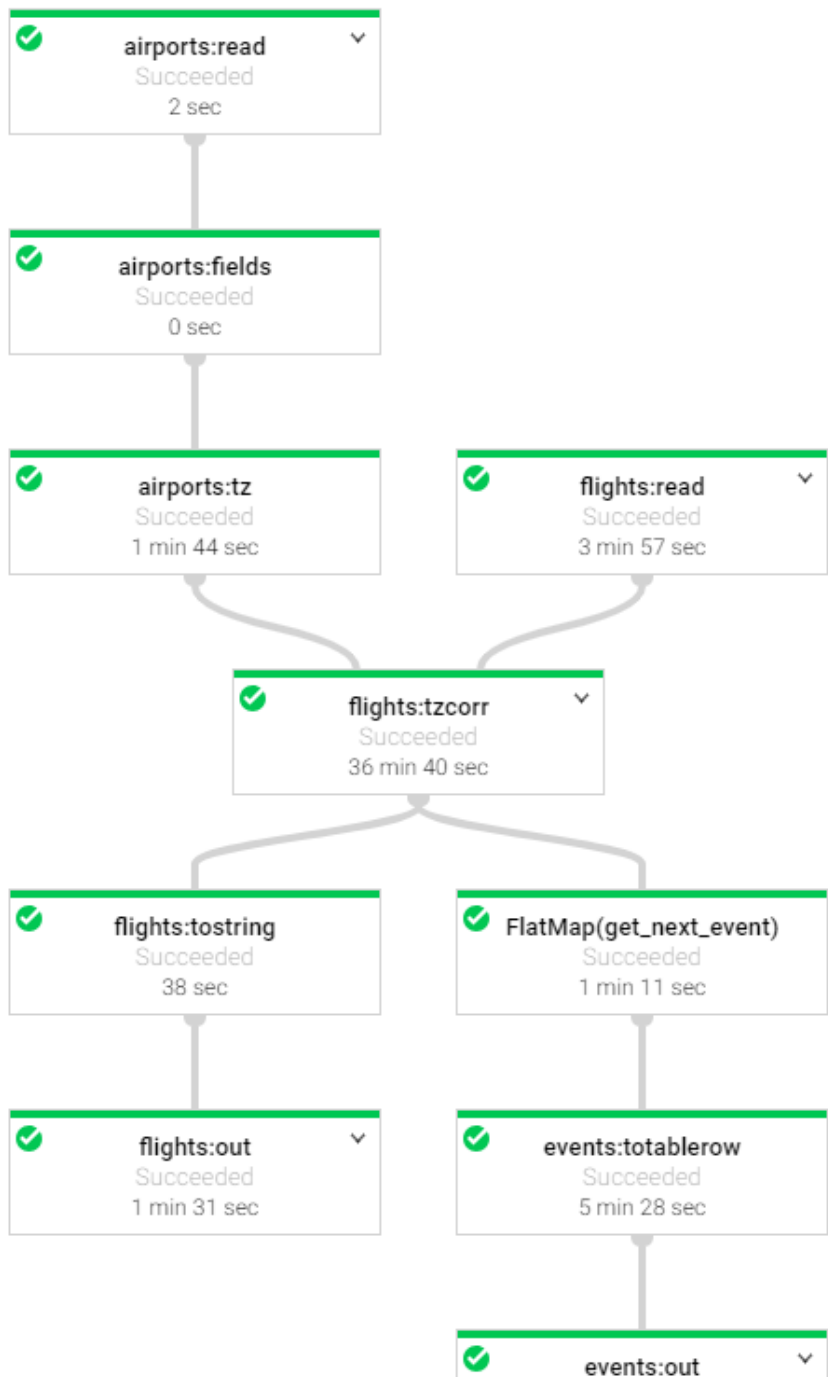 airports:read
Succeeded
2 sec
airports:fields
Succeeded
0 sec
airports:tz
Succeeded
1 min 44 sec
flights:read
Succeeded
3 min 57 sec
flights:tzcorr
Succeeded
36 min 40 sec
flights:tostring
Succeeded
38 sec
FlatMap(get_next_event)
Succeeded
1 min 11 sec
flights:out
Succeeded
1 min 31 sec
events:totablerow
Succeeded
5 min 28 sec
events:out